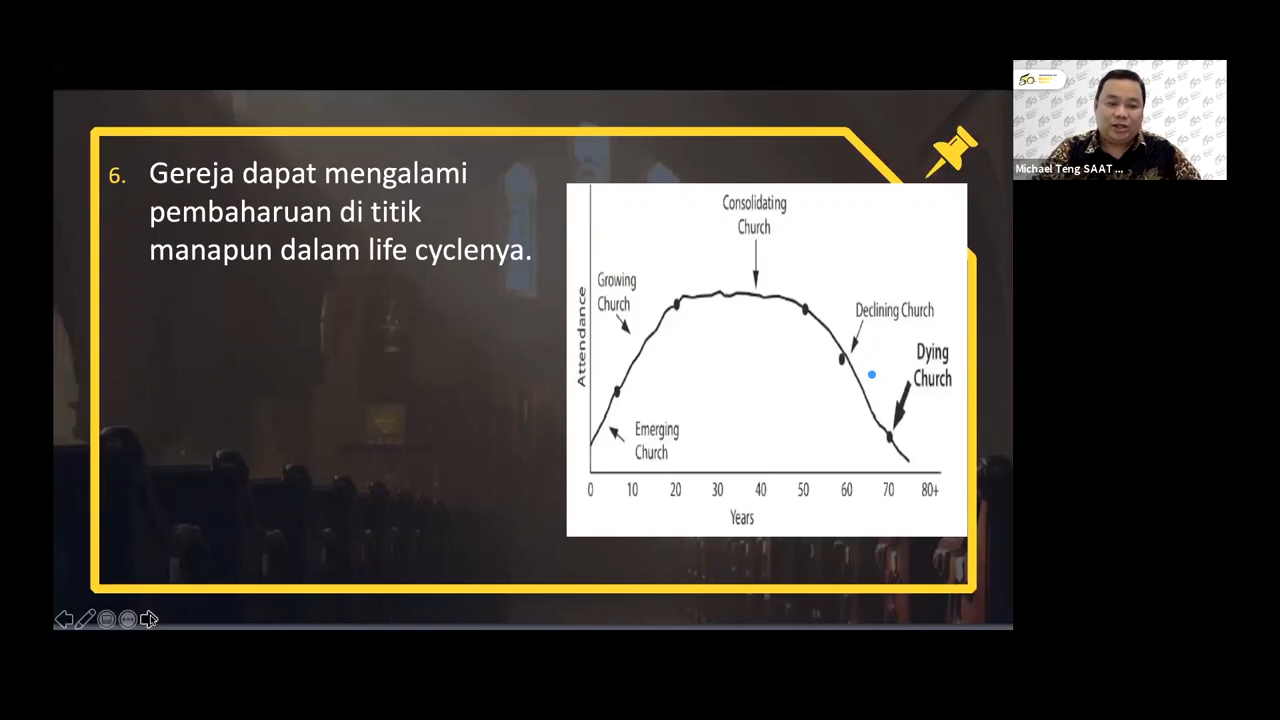 6. Gereja dapat mengalami
pembaharuan di titik
manapun dalam life cyclenya.
Consolidating
Church
Growing
Church
Declining Church
Dying
Church
Emerging
Church
Attendance
0 10 20 30 40 50 60 70 80+
Years
50
Michael Teng SAAT ...